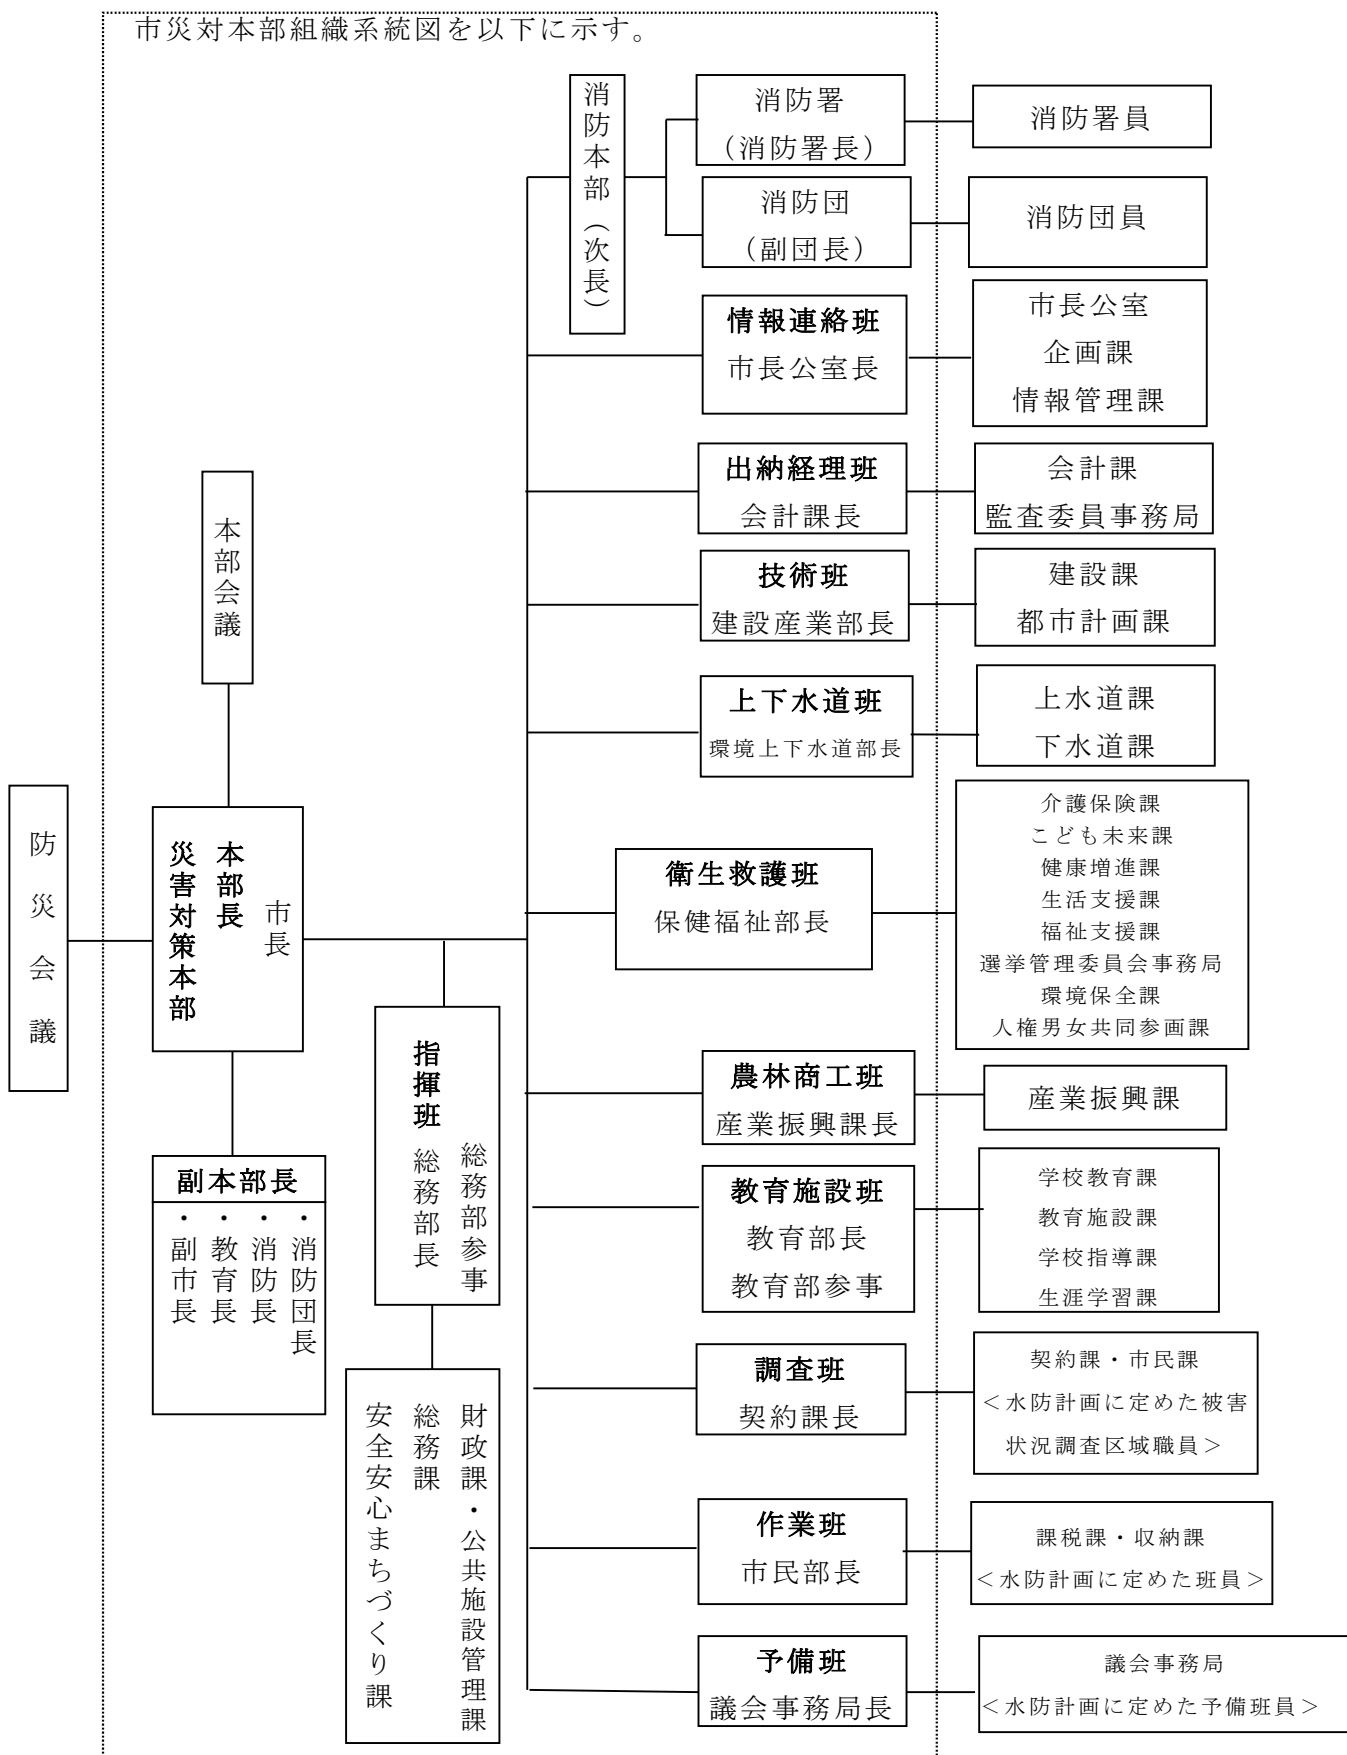 市災対本部組織系統図を以下に示す。
防災会議
本部会議
災害対策本部
本部長
市長
副本部長
・副市長
・教育長
・消防長
・消防団長
指揮班 総務部長
総務部参事
安全安心まちづくり課
総務課
財政課・公共施設管理課
消防本部（次長）
消防署
（消防署長）
消防署員
消防団
（副団長）
消防団員
情報連絡班
市長公室長
市長公室
企画課
情報管理課
出納経理班
会計課長
会計課
監査委員事務局
技術班
建設産業部長
建設課
都市計画課
上下水道班
環境上下水道部長
上水道課
下水道課
衛生救護班
保健福祉部長
介護保険課
こども未来課
健康増進課
生活支援課
福祉支援課
選挙管理委員会事務局
環境保全課
人権男女共同参画課
農林商工班
産業振興課長
産業振興課
教育施設班
教育部長
教育部参事
学校教育課
教育施設課
学校指導課
生涯学習課
調査班
契約課長
契約課・市民課
＜水防計画に定めた被害
状況調査区域職員＞
作業班
市民部長
課税課・収納課
＜水防計画に定めた班員＞
予備班
議会事務局長
議会事務局
＜水防計画に定めた予備班員＞